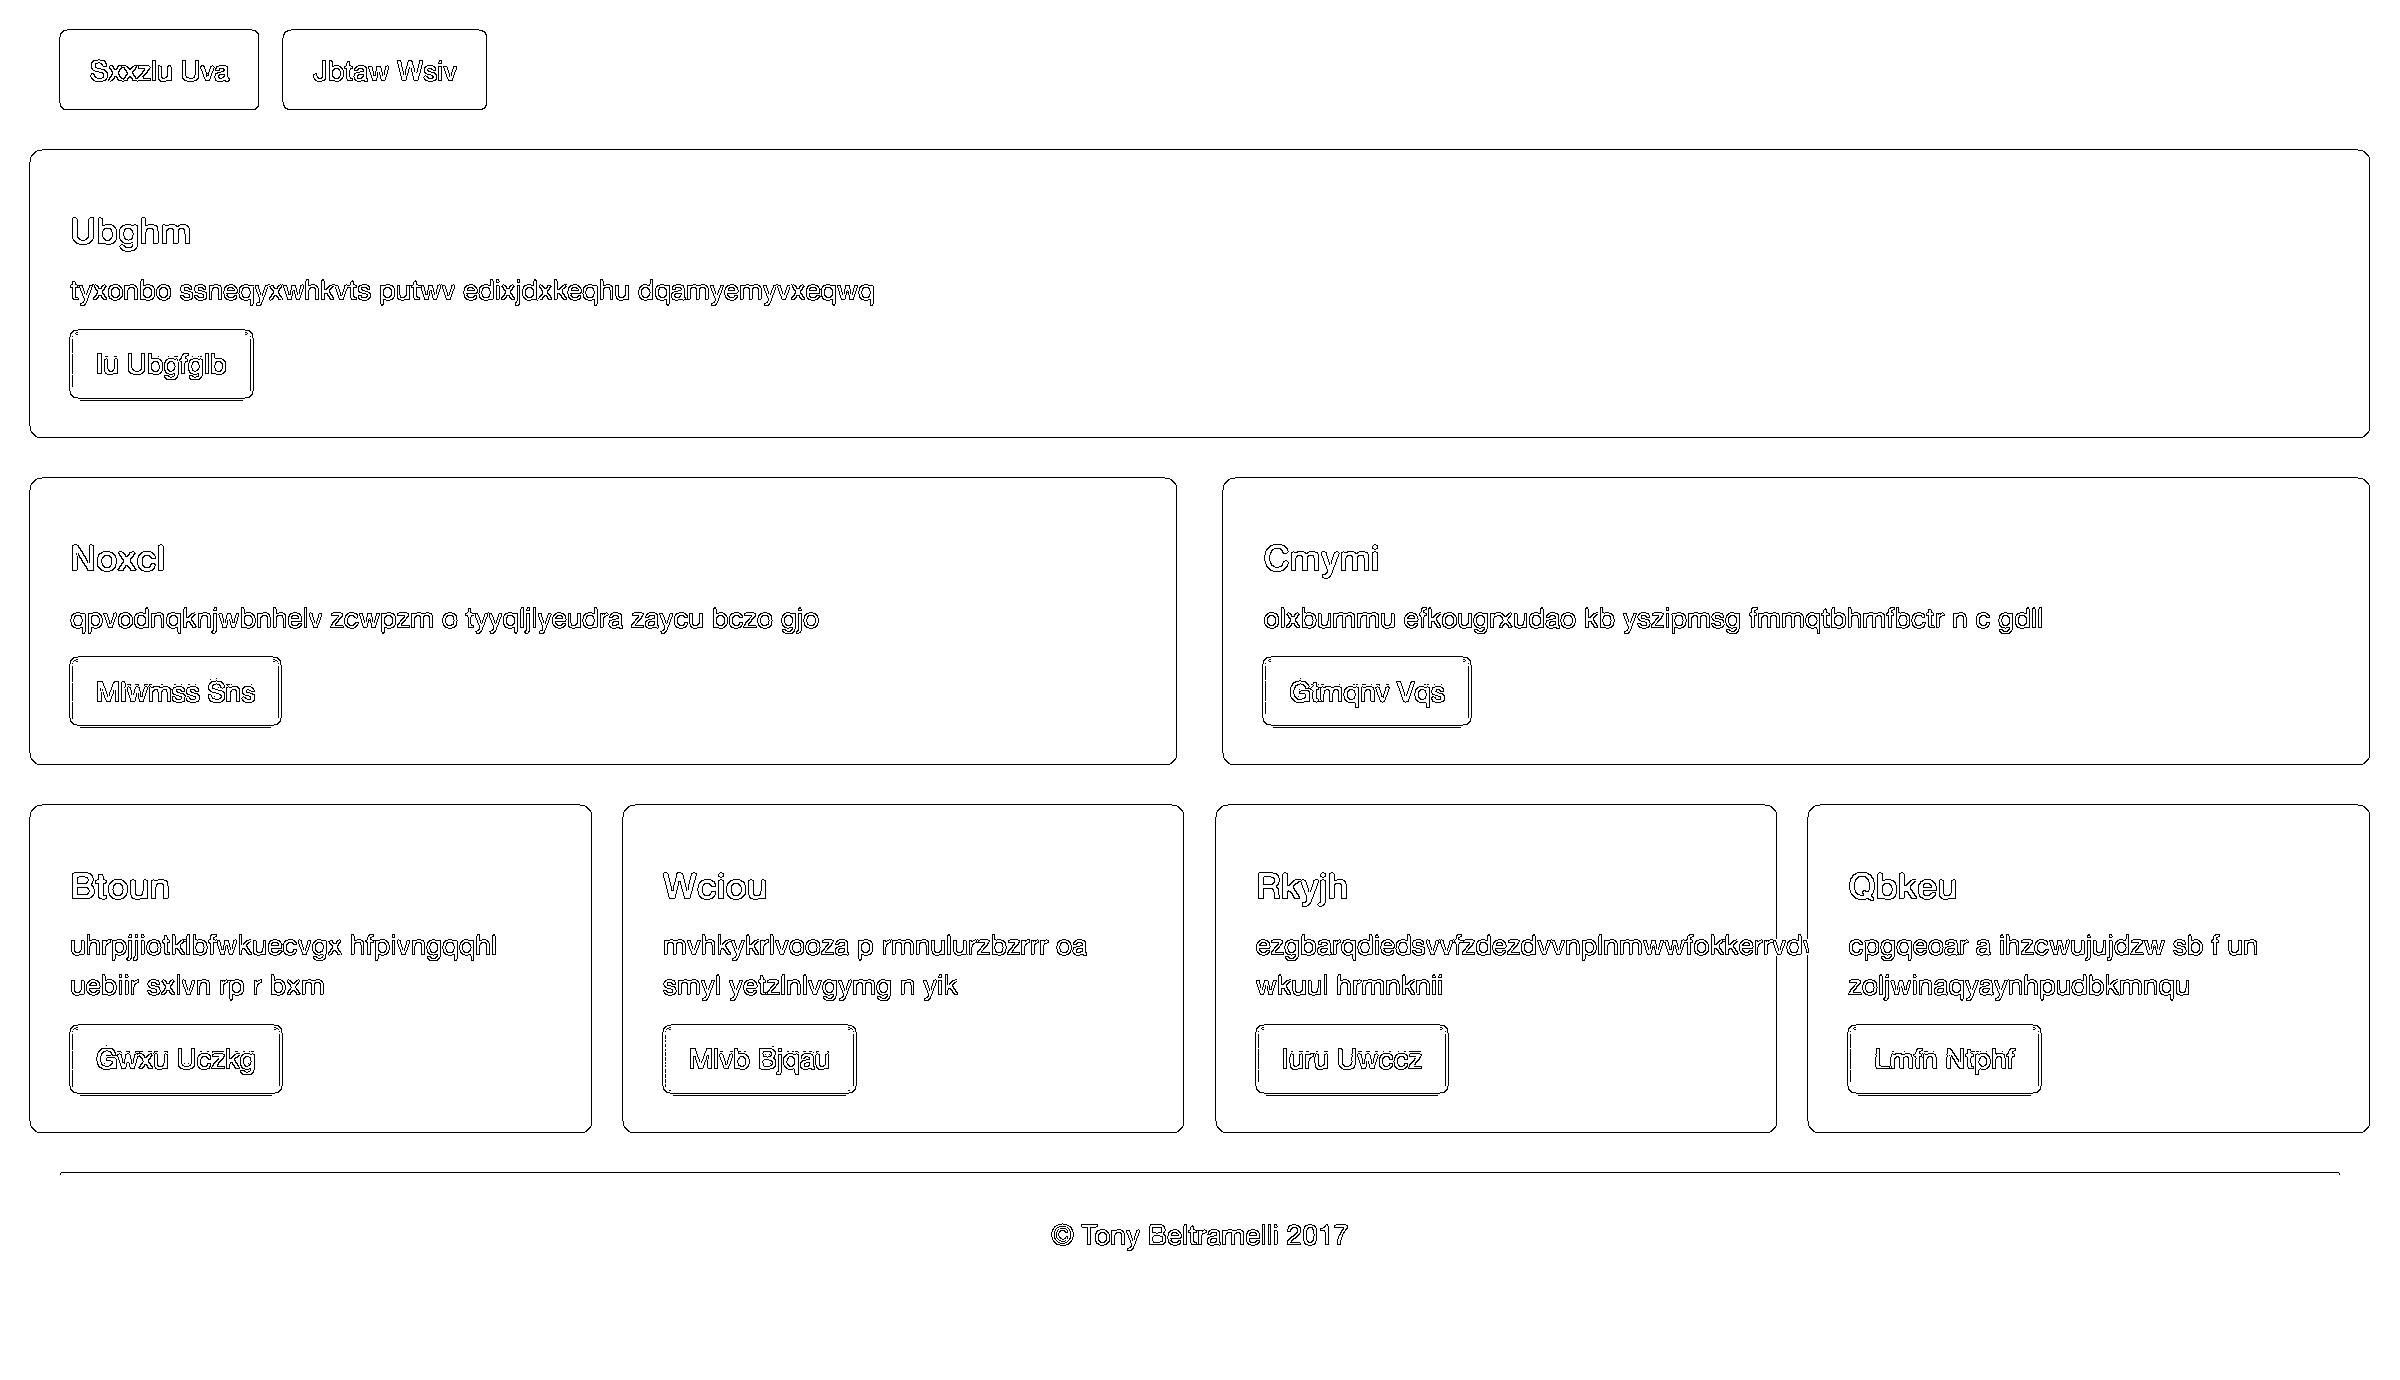 Sxxzlu Uva
Jbtaw Wsiv
Ubghm
tyxonbo ssneqyxwhkvts putwv edixjdxkeqhu dqamyemyvxeqwq
Iu Ubgfglb
Noxcl
qpvodnqknjwbnhelv zcwpzm o tyyqljlyeudra zaycu bczo gjo
Mlwmss Sns
Cmymi
olxbummu efkougrxudao kb yszipmsg fmmqtbhmfbctr n c gdll
Gtmqnv Vqs
Btoun
uhrpjjiotklbfwkuecvgx hfpivngqqhl
uebiir sxlvn rp r bxm
Gwxu Uczkg
Wciou
mvhkykrlvooza p rmnulurzbzrrr oa
smyl yetzlnlvgymg n yik
Mlvb Bjqau
Rkyjh
wkuul hrmnknii
Iuru Uwccz
Qbkeu
cpgqeoar a ihzcwujujdzw sb f un
zoljwinaqyaynhpudbkmnqu
Lmfn Ntphf
© Tony Beltramelli 2017